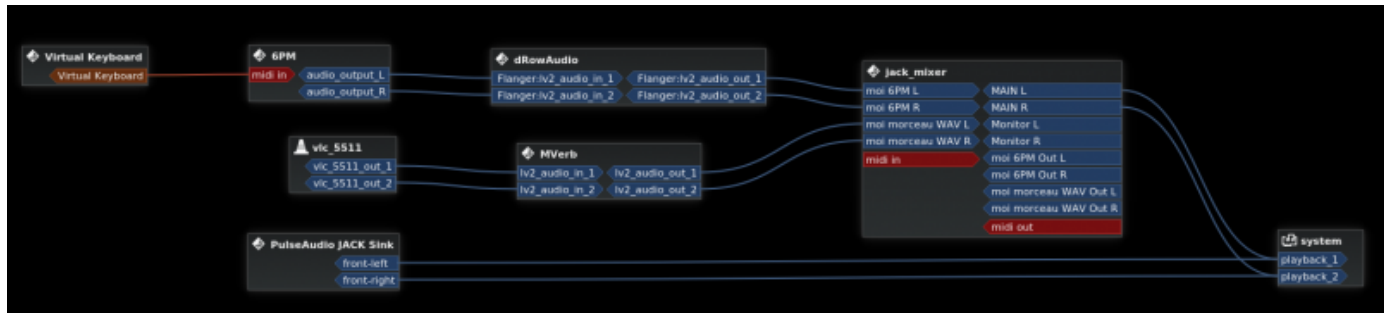 Virtual Keyboard
Virtual Keyboard
6PM
midi in
audio_output_L
audio_output_R
dRowAudio
Flanger:lv2_audio_in_1
Flanger:lv2_audio_out_1
Flanger:lv2_audio_in_2
Flanger:lv2_audio_out_2
vlc_5511
vlc_5511_out_1
vlc_5511_out_2
MVerb
lv2_audio_in_1
lv2_audio_out_1
lv2_audio_in_2
lv2_audio_out_2
PulseAudio JACK Sink
front-left
front-right
jack_mixer
moi 6PM L
MAIN L
moi 6PM R
MAIN R
moi morceau WAV L
Monitor L
moi morceau WAV R
Monitor R
midi in
moi 6PM Out L
moi 6PM Out R
moi morceau WAV Out L
moi morceau WAV Out R
midi out
system
playback_1
playback_2